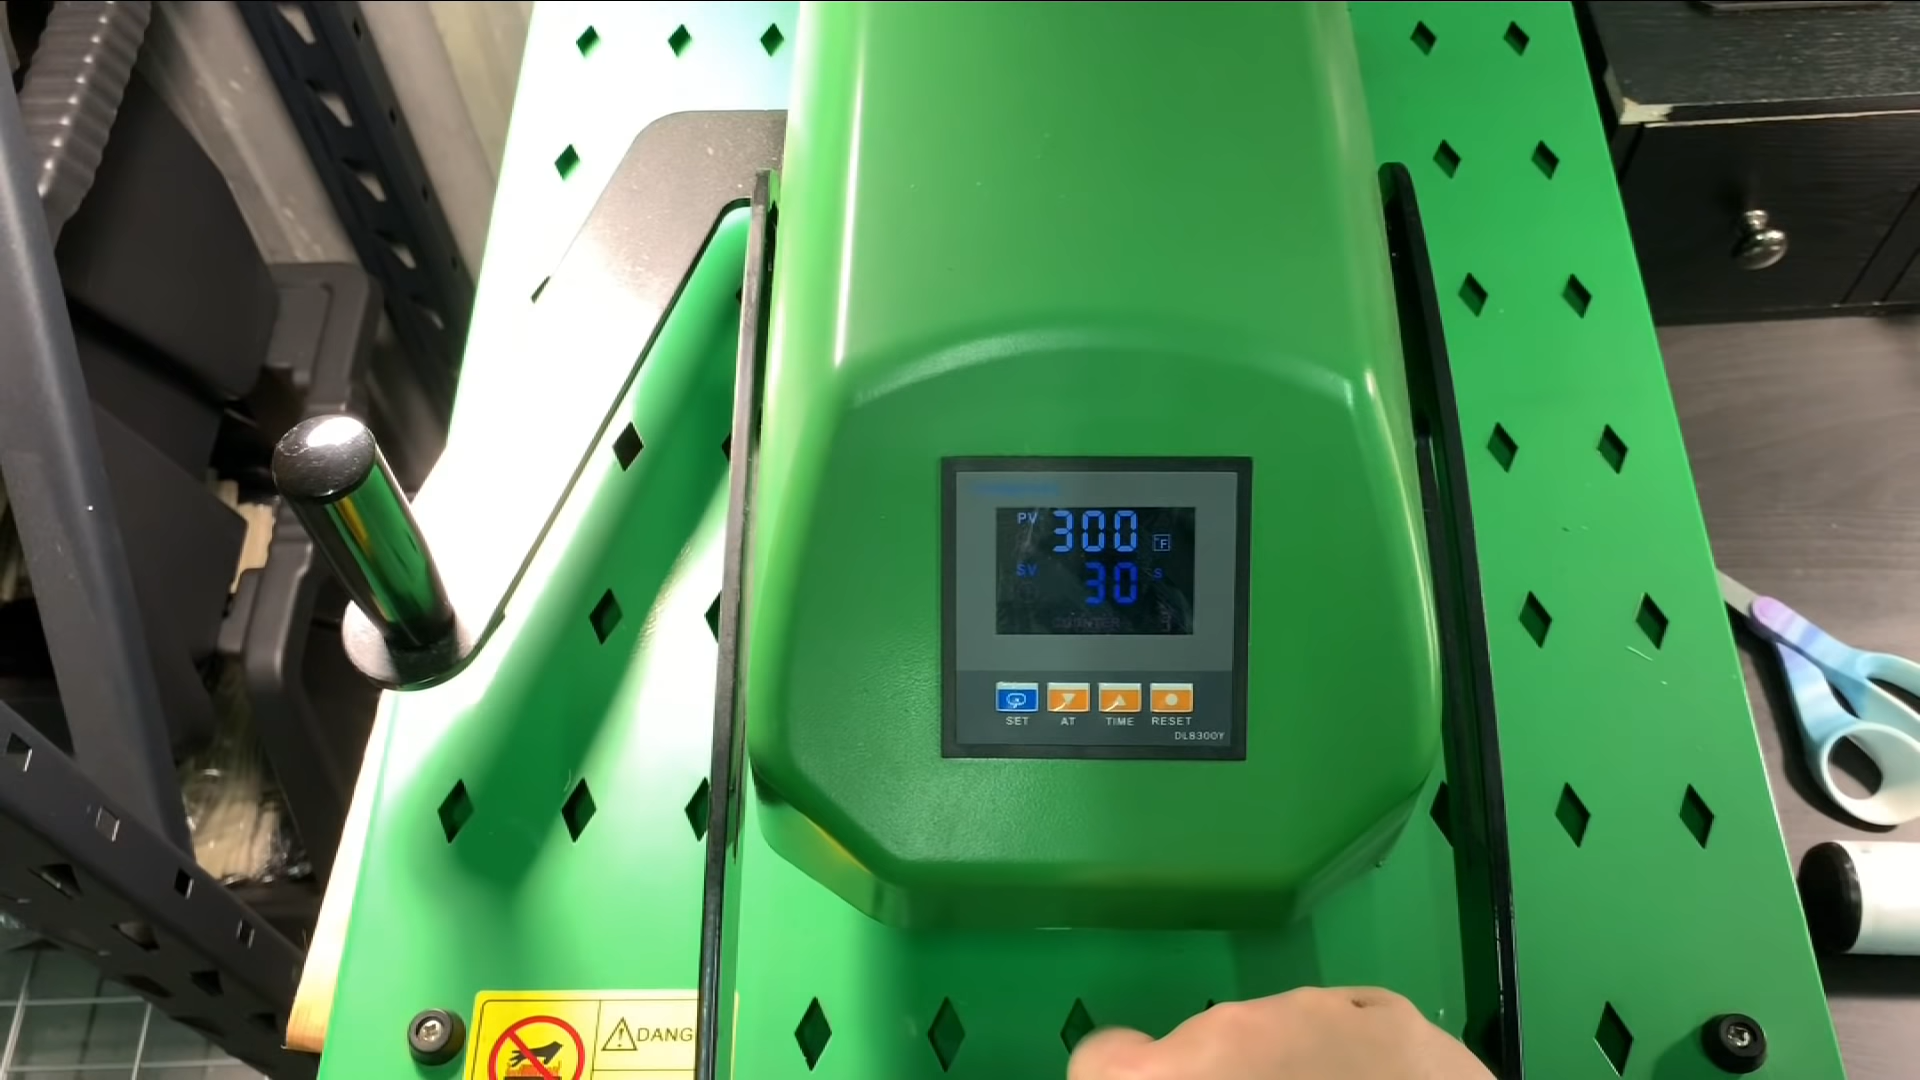 PV 300 F
SV 30 S
COUNTER
SET AT TIME RESET
DL8300Y
DANG